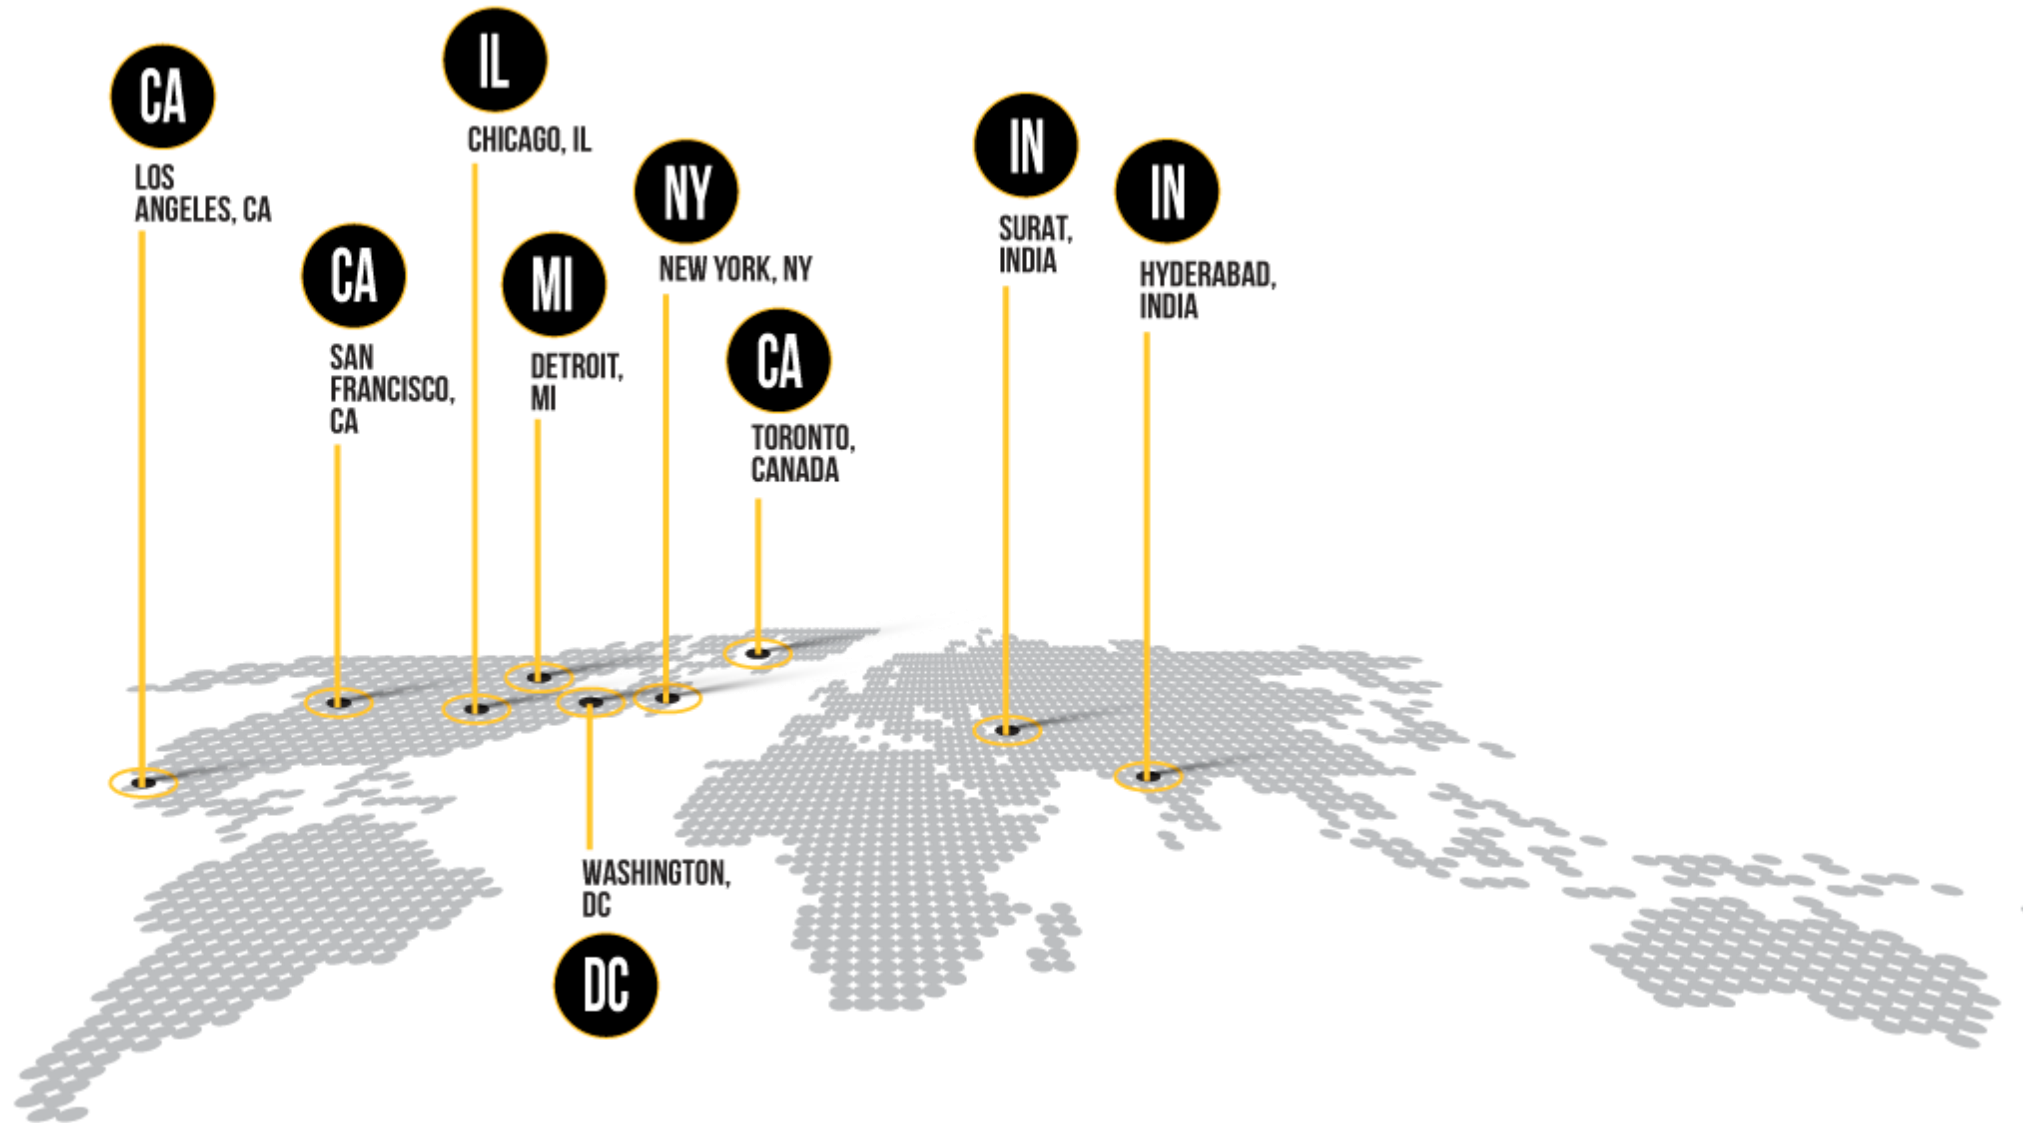 CA
LOS
ANGELES, CA
CA
SAN
FRANCISCO,
CA
IL
CHICAGO, IL
MI
DETROIT,
MI
NY
NEW YORK, NY
CA
TORONTO,
CANADA
IN
SURAT,
INDIA
IN
HYDERABAD,
INDIA
WASHINGTON,
DC
DC